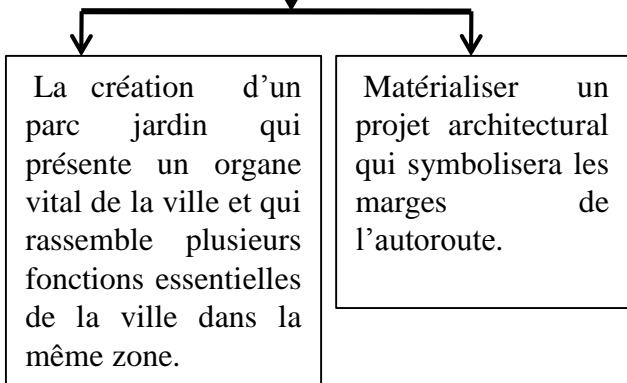 La création d’un
parc jardin qui
présente un organe
vital de la ville et qui
rassemble plusieurs
fonctions essentielles
de la ville dans la
même zone.
Matérialiser un
projet architectural
qui symbolisera les
marges de
l’autoroute.